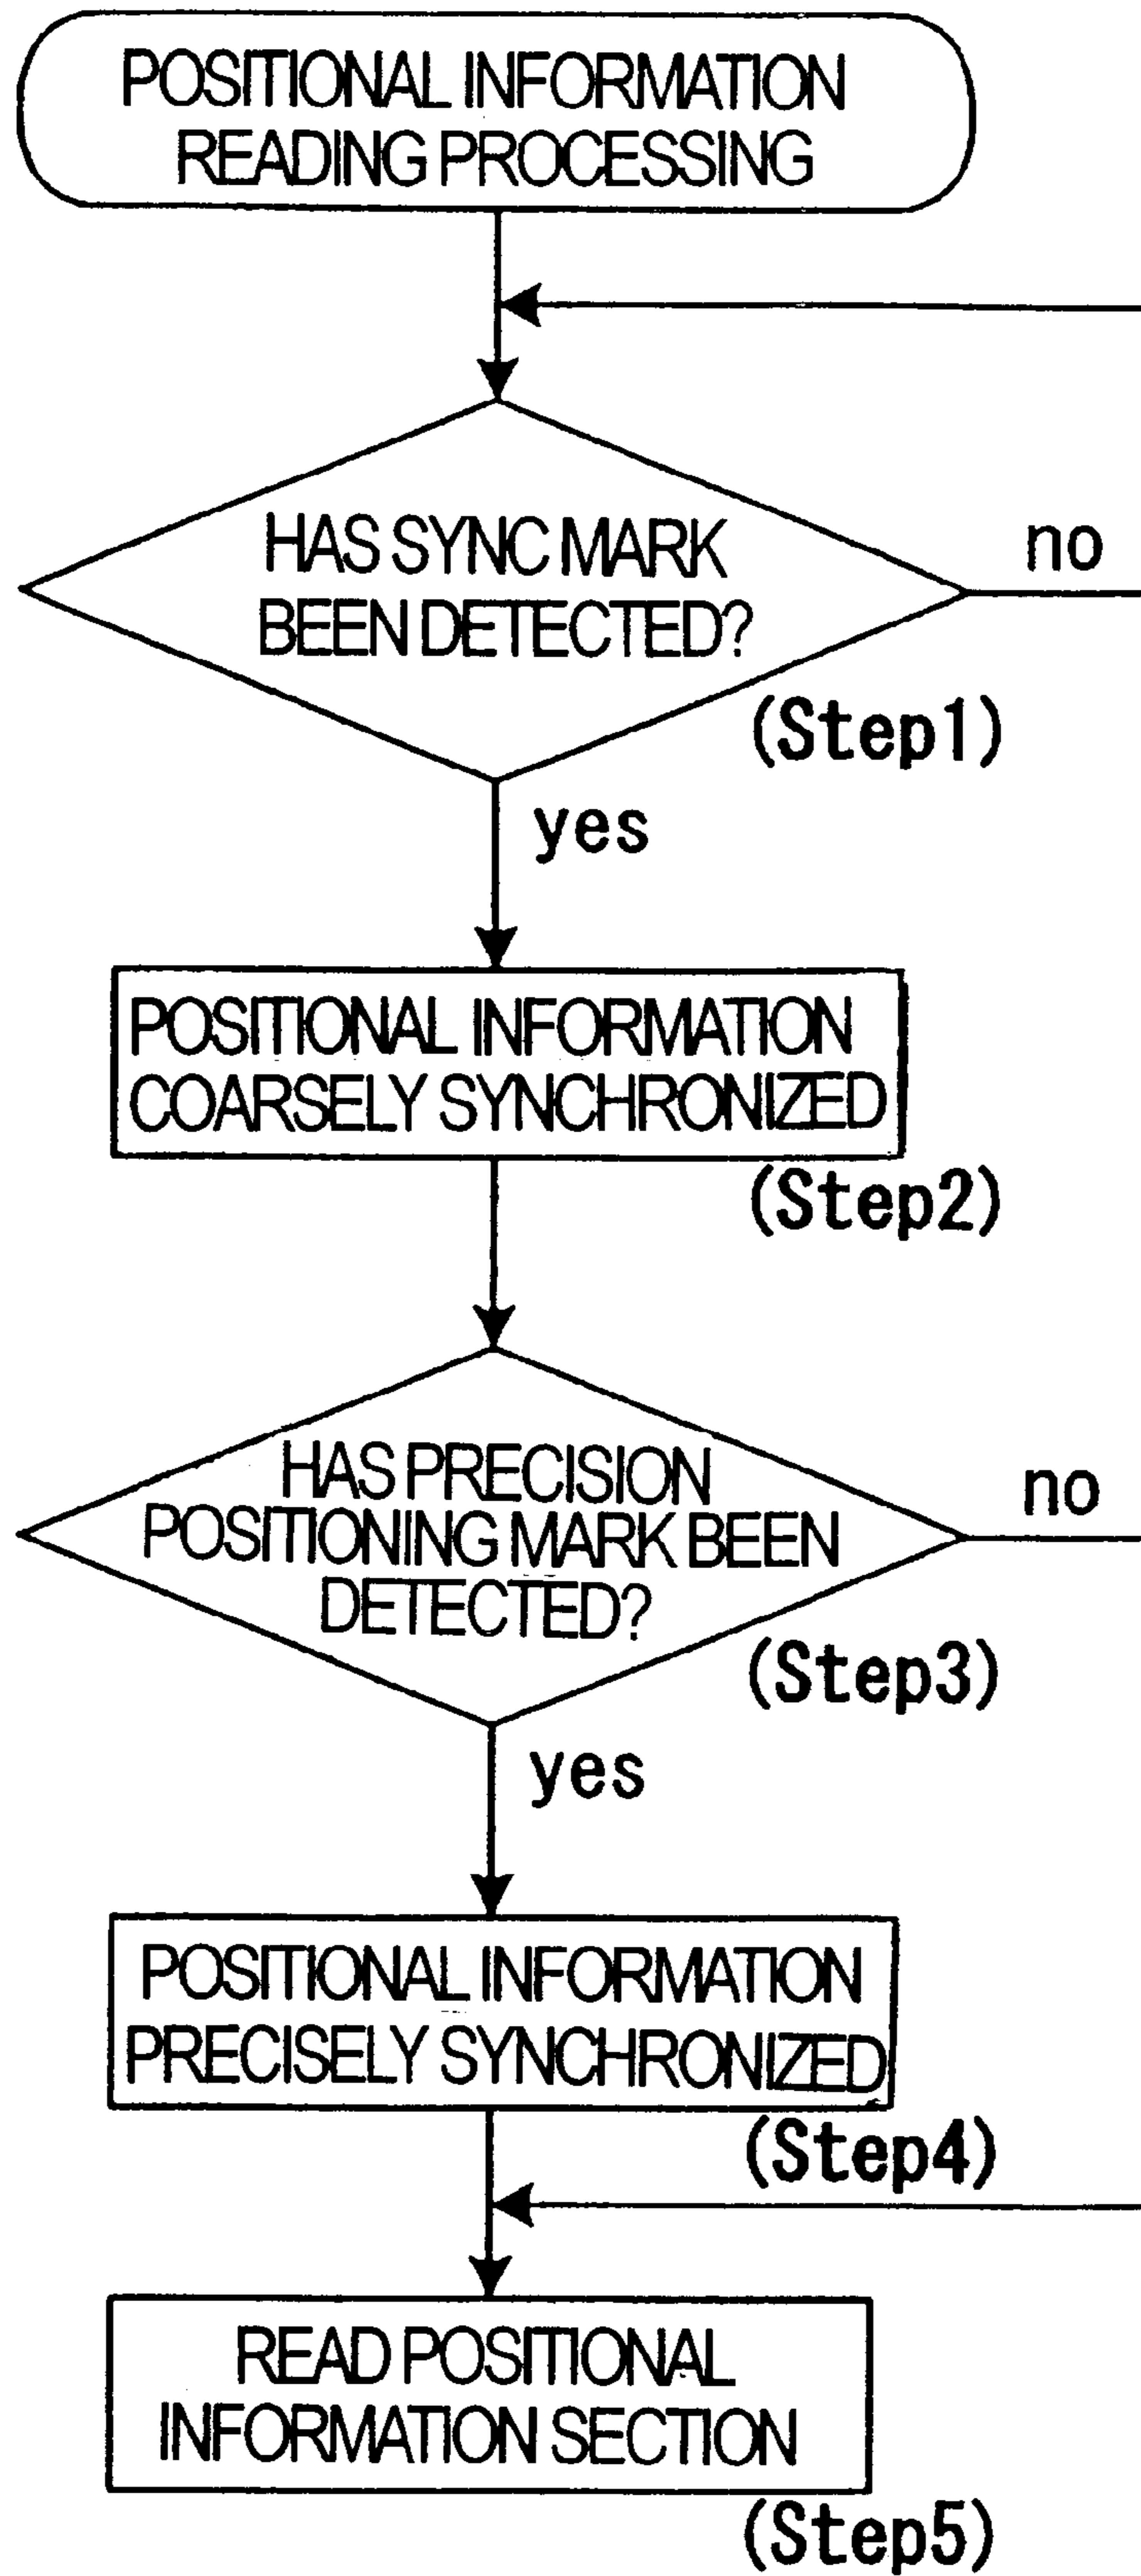 POSITIONAL INFORMATION
READING PROCESSING
HAS SYNC MARK
BEEN DETECTED?
no
(Step1)
yes
POSITIONAL INFORMATION
COARSELY SYNCHRONIZED
(Step2)
HAS PRECISION
POSITIONING MARK BEEN
DETECTED?
no
(Step3)
yes
POSITIONAL INFORMATION
PRECISELY SYNCHRONIZED
(Step4)
READ POSITIONAL
INFORMATION SECTION
(Step5)